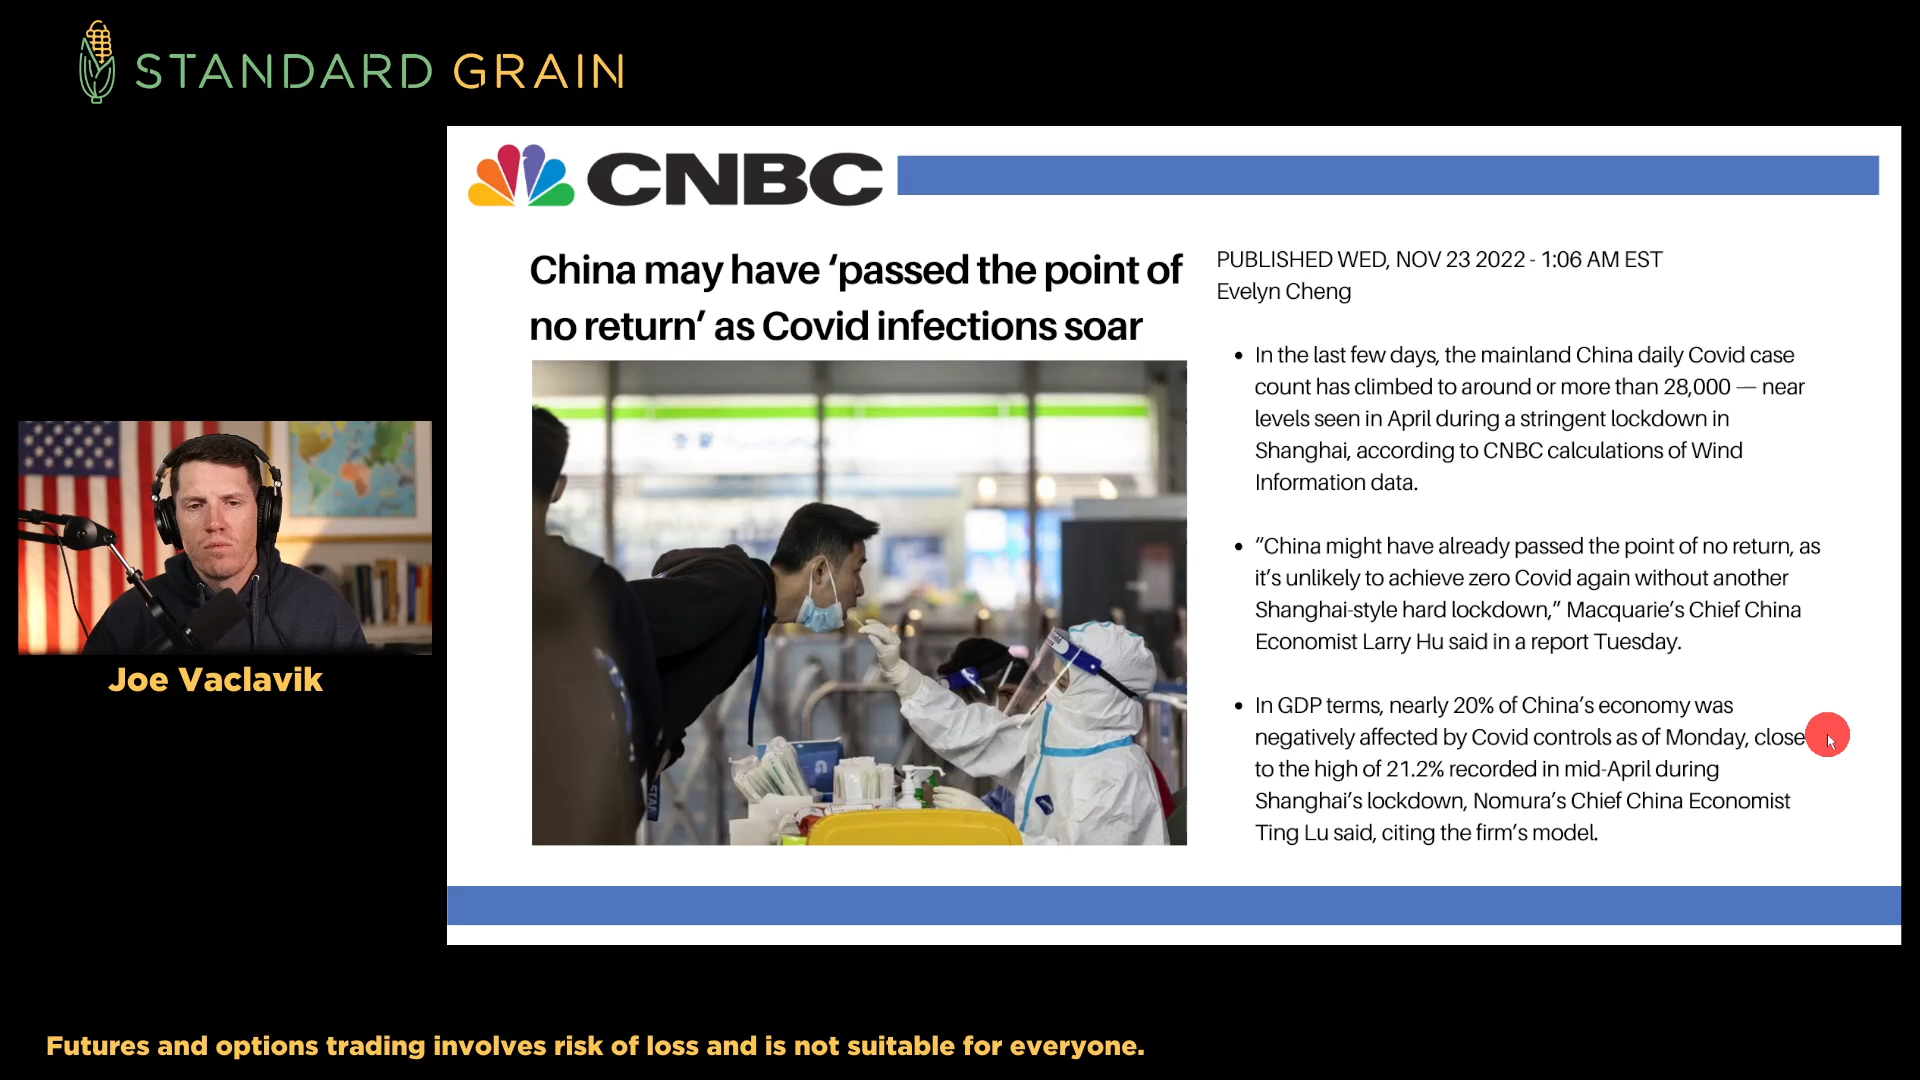 STANDARD GRAIN
CNBC
China may have ‘passed the point of
no return’ as Covid infections soar
PUBLISHED WED, NOV 23 2022 - 1:06 AM EST
Evelyn Cheng
• In the last few days, the mainland China daily Covid case
count has climbed to around or more than 28,000 — near
levels seen in April during a stringent lockdown in
Shanghai, according to CNBC calculations of Wind
Information data.
• “China might have already passed the point of no return, as
it’s unlikely to achieve zero Covid again without another
Shanghai-style hard lockdown,” Macquarie’s Chief China
Economist Larry Hu said in a report Tuesday.
• In GDP terms, nearly 20% of China’s economy was
negatively affected by Covid controls as of Monday, close
to the high of 21.2% recorded in mid-April during
Shanghai’s lockdown, Nomura’s Chief China Economist
Ting Lu said, citing the firm’s model.
Joe Vaclavik
Futures and options trading involves risk of loss and is not suitable for everyone.